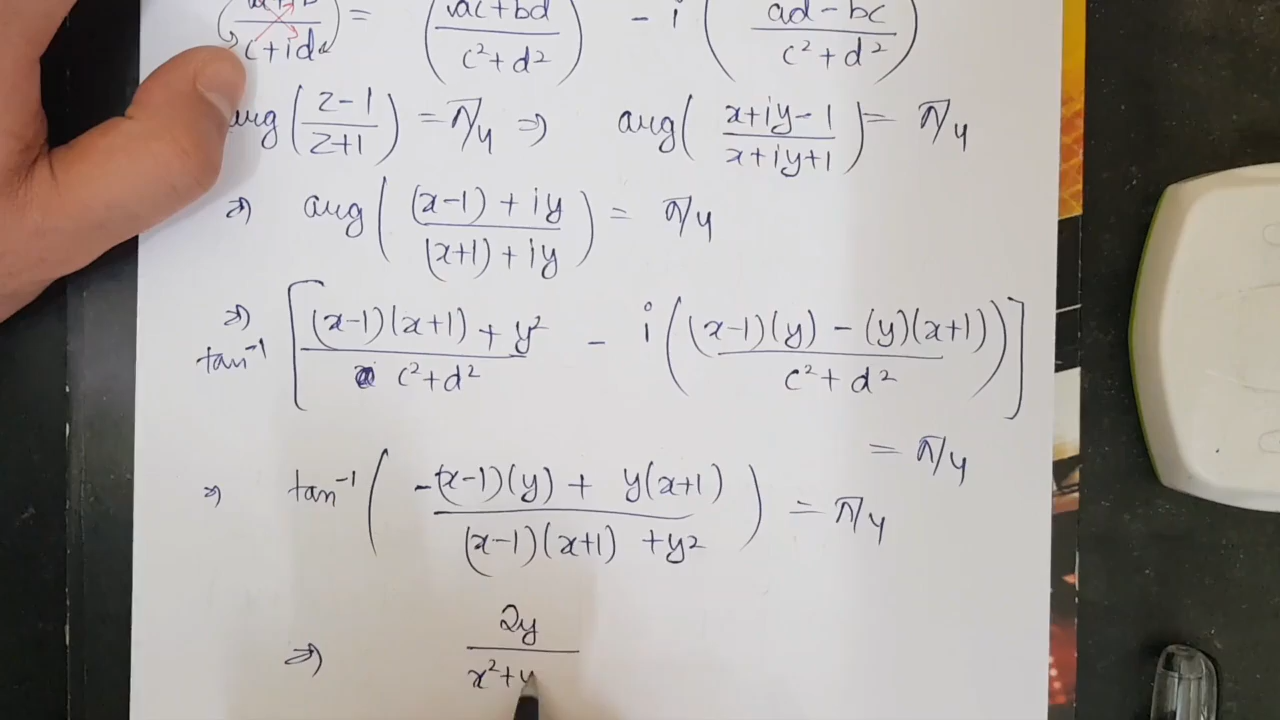 c+id = (ac+bd / c²+d²) - i (ad-bc / c²+d²)
arg (z-1 / z+1) = π/4 ⇒ arg( x+iy-1 / x+iy+1 ) = π/4
⇒ arg( (x-1) + iy / (x+1) + iy ) = π/4
⇒ tan⁻¹ [ (x-1)(x+1) + y² / c²+d² - i( (x-1)(y) - (y)(x+1) / c²+d² ) ]
= π/4
⇒ tan⁻¹ ( -(x-1)(y) + y(x+1) / (x-1)(x+1) + y² ) = π/4
⇒ 2y / x²+y